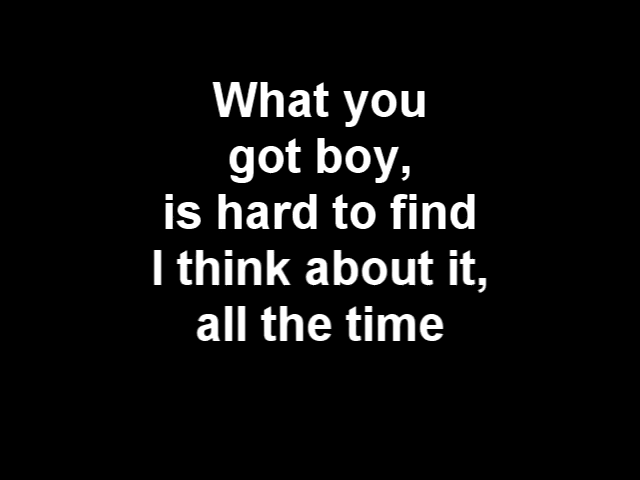 What you
got boy,
is hard to find
I think about it,
all the time